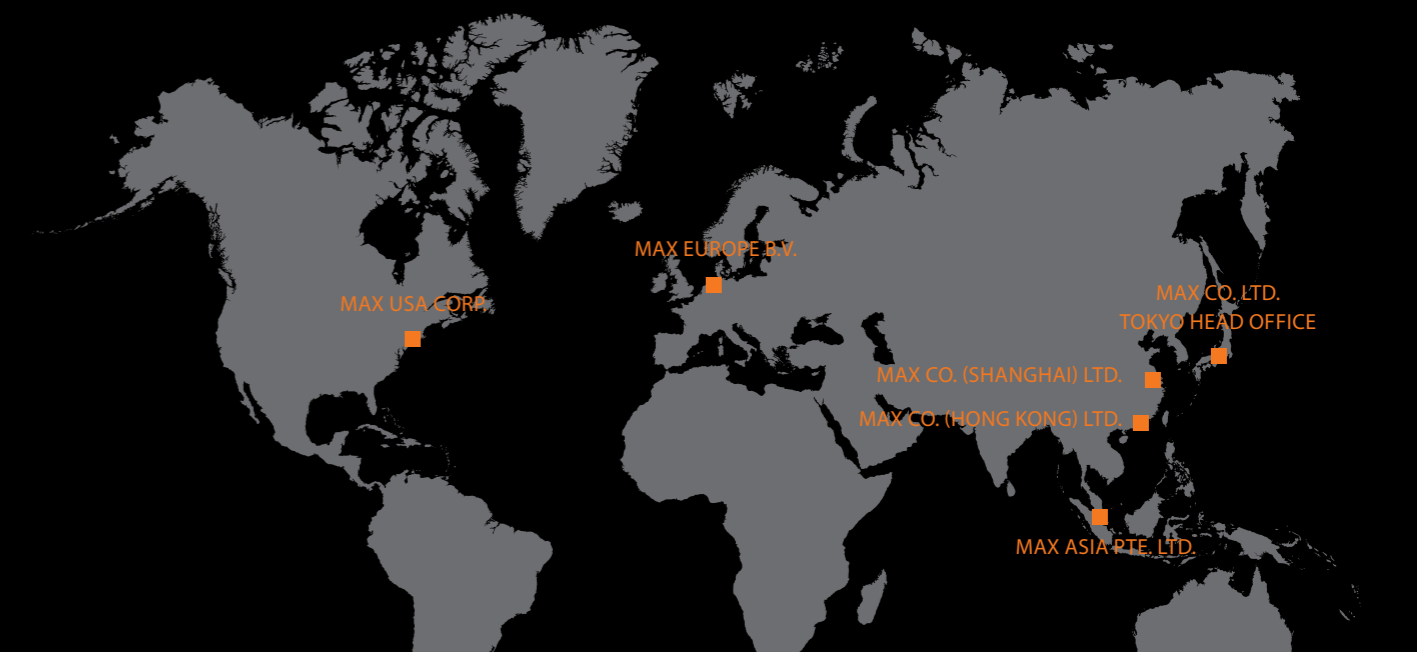 MAX EUROPE B.V.
MAX USA CORP.
MAX CO. LTD.
TOKYO HEAD OFFICE
MAX CO. (SHANGHAI) LTD.
MAX CO. (HONG KONG) LTD.
MAX ASIA PTE. LTD.